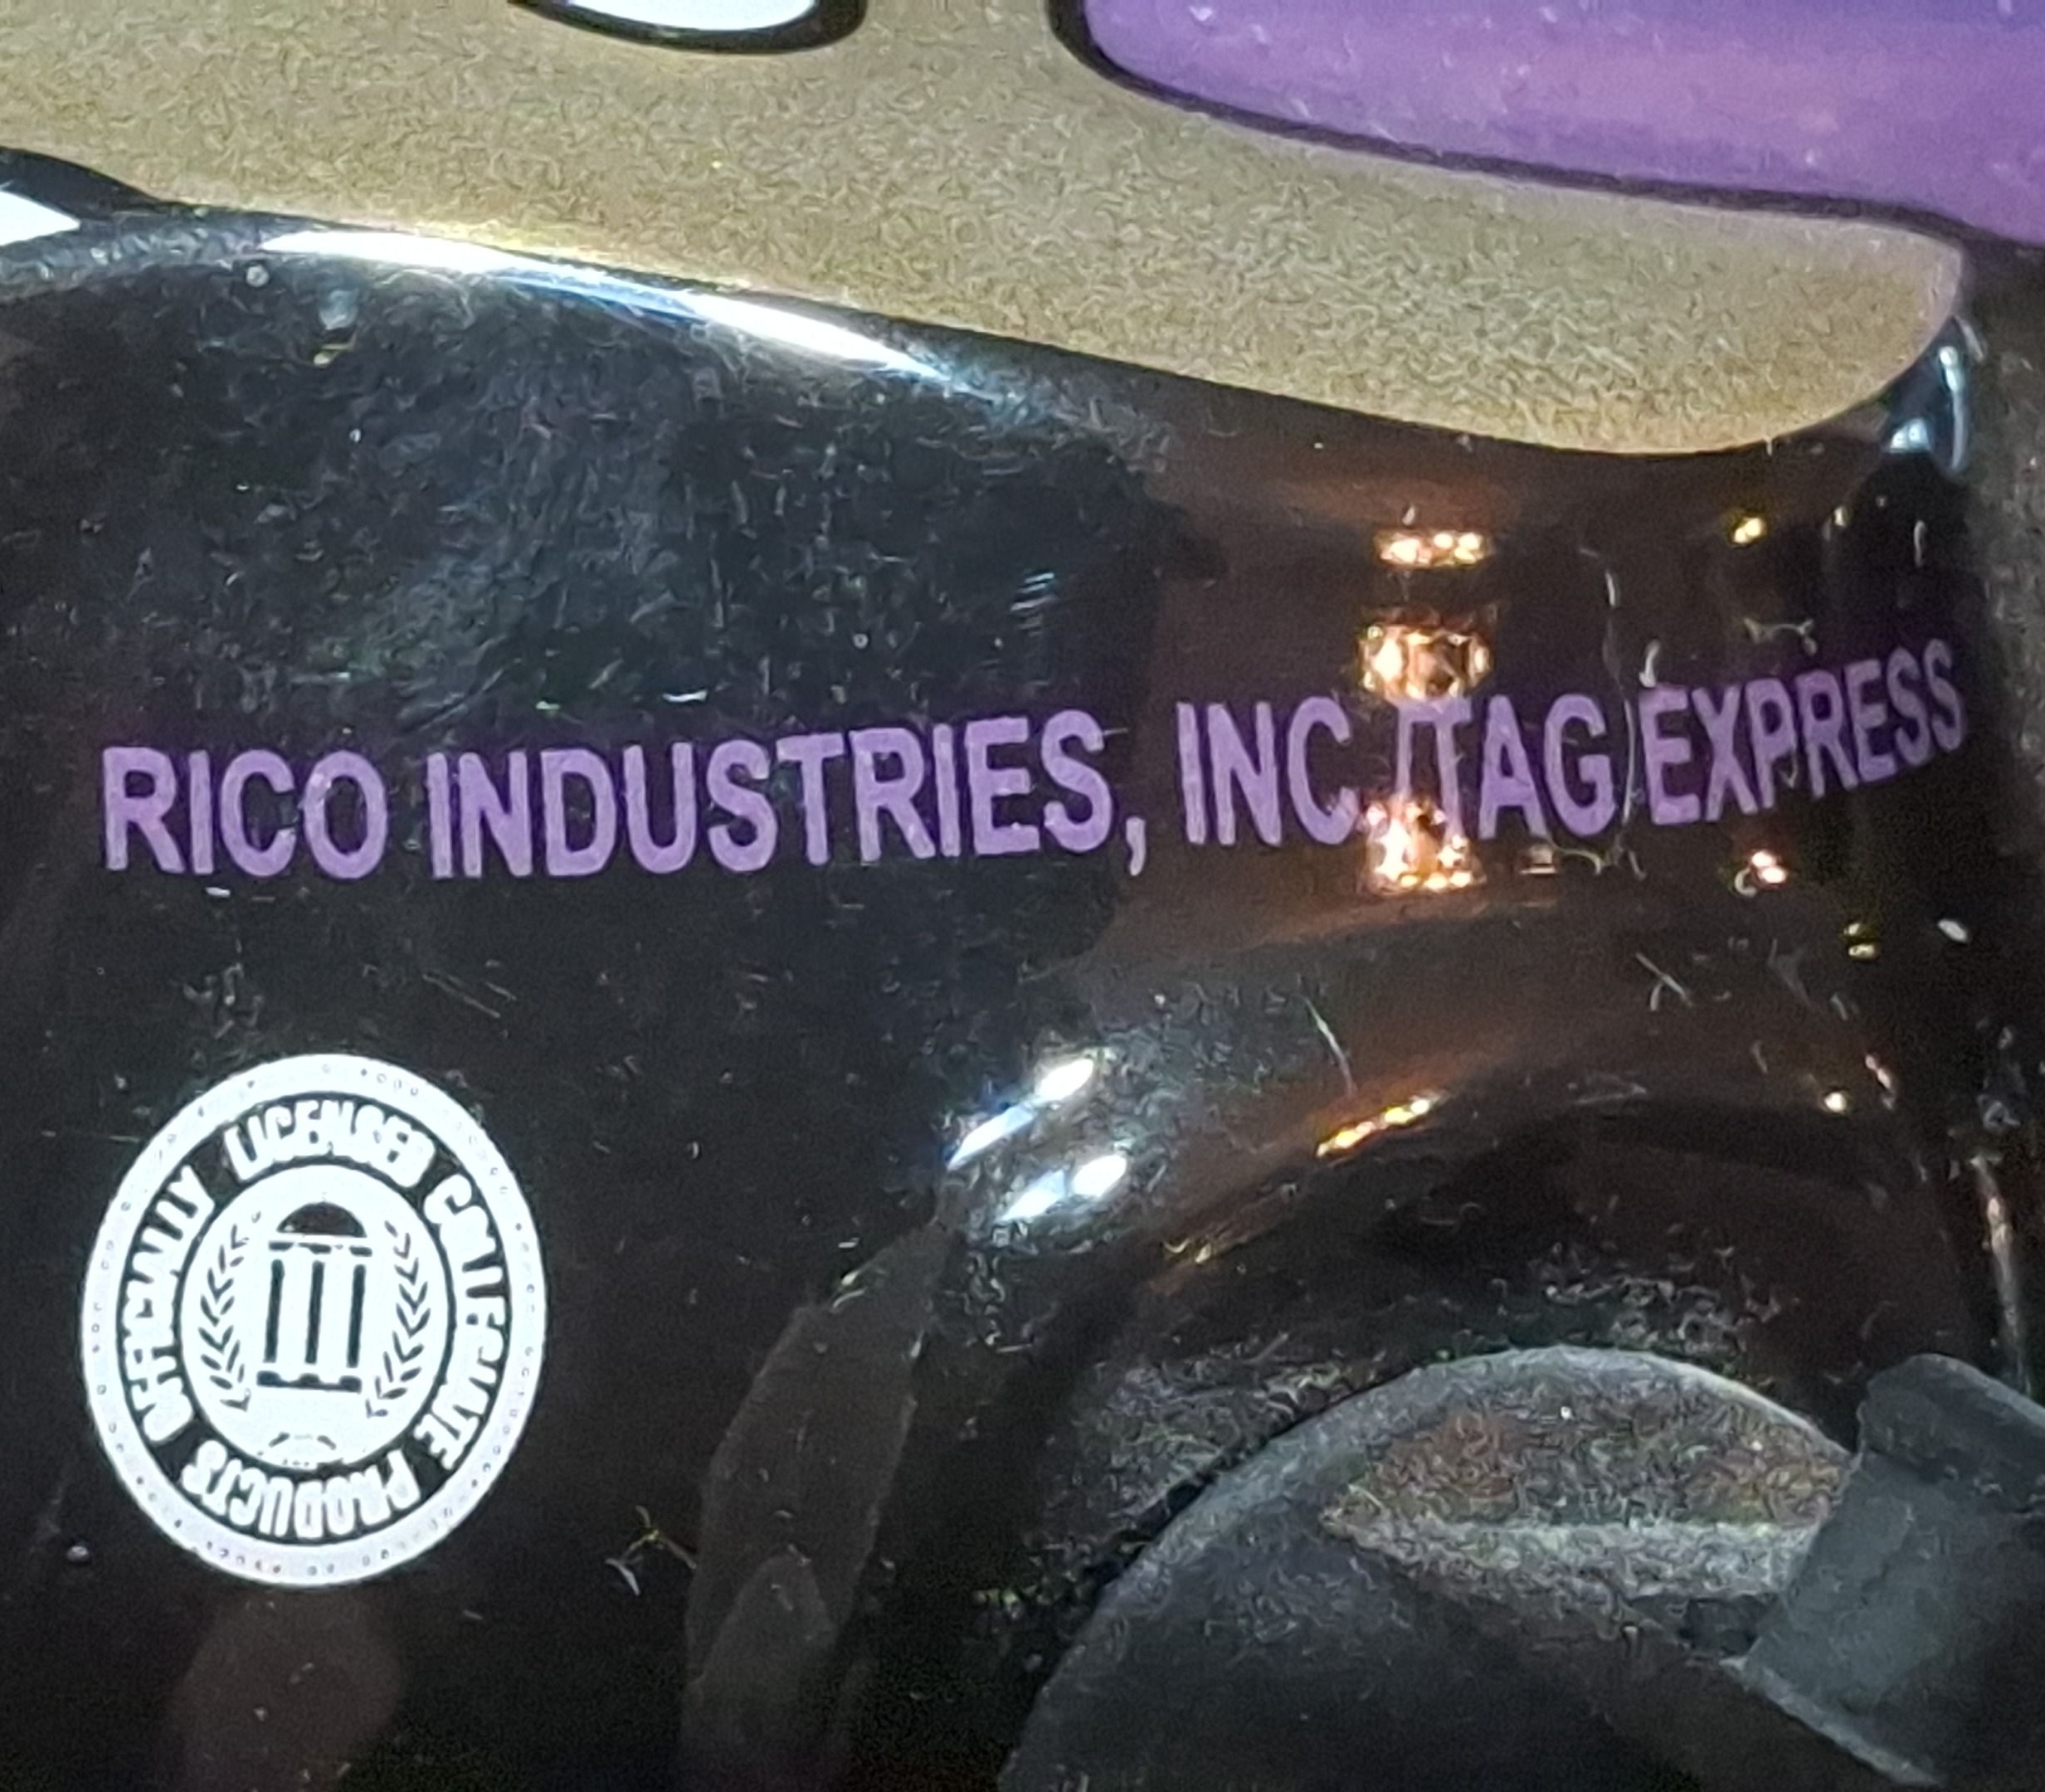 RICO INDUSTRIES, INC./TAG EXPRESS
OFFICIALLY LICENSED COLLEGIATE PRODUCTS